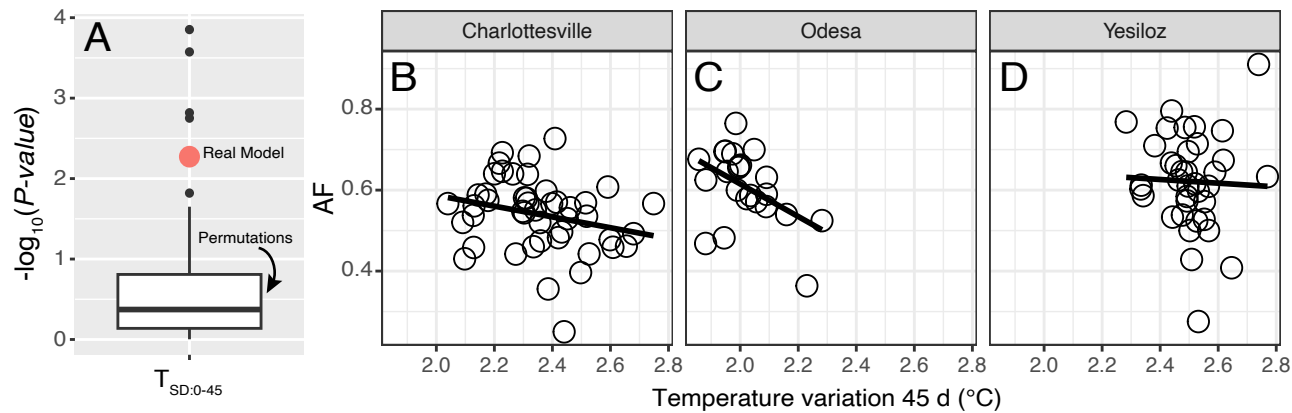 A
-log10(P-value)
4
3
2
1
0
Real Model
Permutations
TSD:0-45
Charlottesville
Odesa
Yesiloz
B
C
D
AF
0.8
0.6
0.4
2.0 2.2 2.4 2.6 2.8
2.0 2.2 2.4 2.6 2.8
2.0 2.2 2.4 2.6 2.8
Temperature variation 45 d (°C)